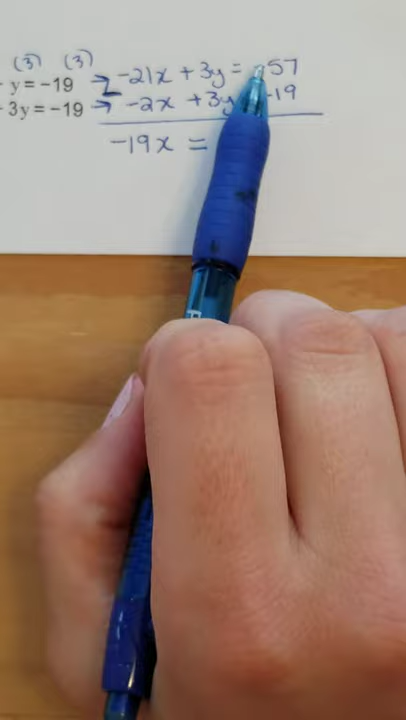 (3) (3)
y = −19 → -21x + 3y = -57
3y = −19 → -2x + 3y -19
-19x =